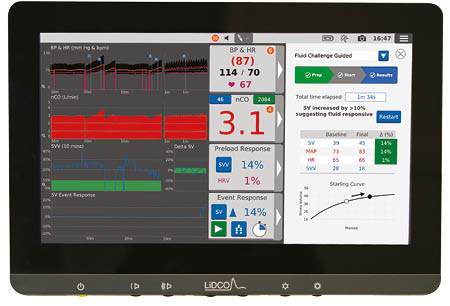 16:47
BP & HR (mm Hg & bpm)
BP & HR
(87)
114 / 70
67
nCO (L/min)
46 nCO 2084
3.1
SVV (10 mins)
Delta SV
Preload Response
SVV 14%
HRV 1%
SV Event Response
Event Response
SV 14%
Fluid Challenge Guided
Prep Start Results
Total time elapsed 1m 34s
SV increased by >10%
suggesting fluid responsive
Restart
Baseline Final Δ (%)
SV 39 45 14%
MAP 73 83 14%
HR 65 66 1%
SVV 28 18
Starling Curve
Stroke Volume
Preload
LiDCO